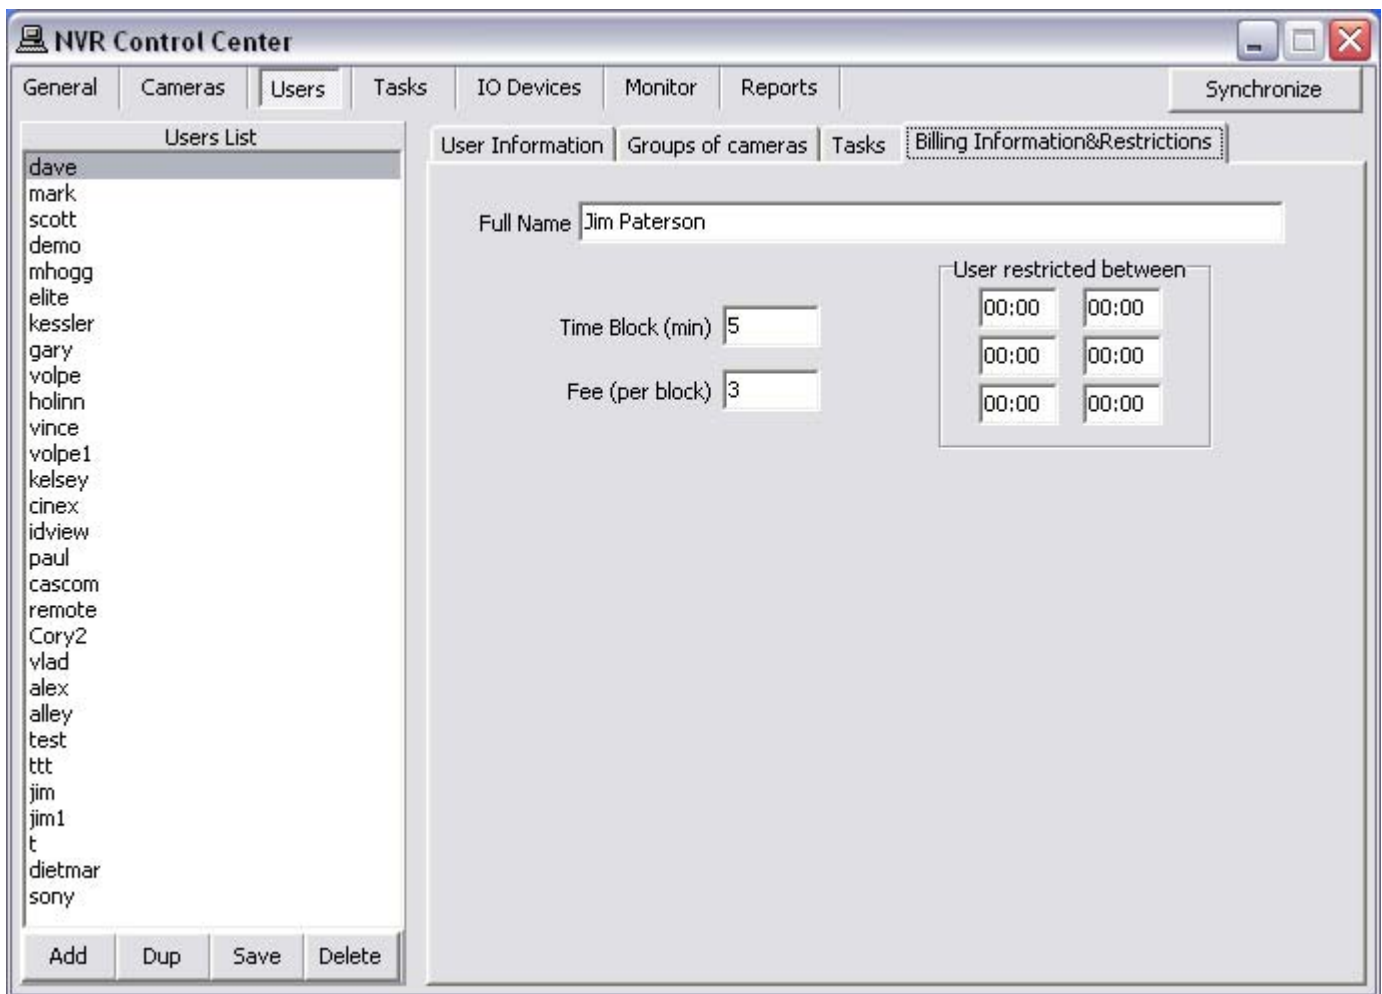 NVR Control Center
General Cameras Users Tasks IO Devices Monitor Reports Synchronize
Users List
dave
mark
scott
demo
mhogg
elite
kessler
gary
volpe
holinn
vince
volpe1
kelsey
cinex
idview
paul
cascom
remote
Cory2
vlad
alex
alley
test
ttt
jim
jim1
t
dietmar
sony
Add Dup Save Delete
User Information Groups of cameras Tasks Billing Information&Restrictions
Full Name Jim Paterson
Time Block (min) 5
Fee (per block) 3
User restricted between
00:00 00:00
00:00 00:00
00:00 00:00